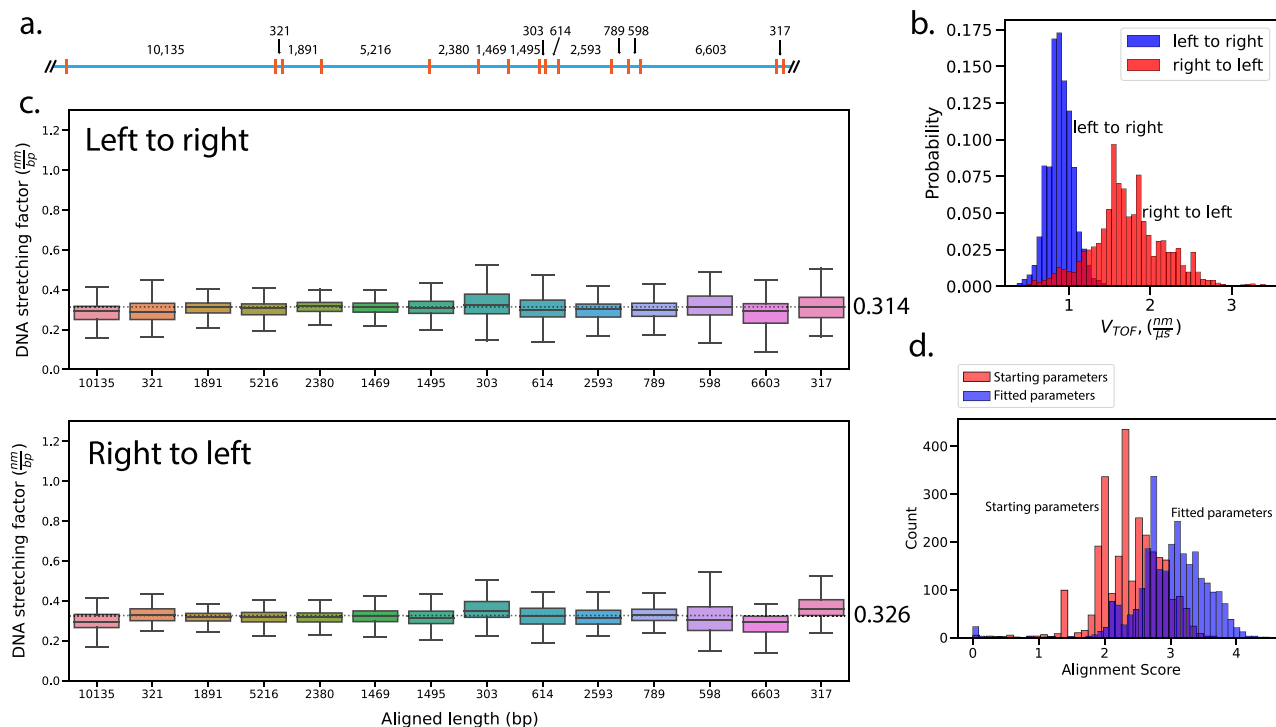 a.
321
303
614
789
598
317
10,135
1,891
5,216
2,380
1,469
1,495
2,593
6,603
b.
left to right
right to left
left to right
right to left
Probability
0.175
0.150
0.125
0.100
0.075
0.050
0.025
0.000
1
2
3
V_TOF, (nm/μs)
c.
Left to right
DNA stretching factor (nm/bp)
1.2
1.0
0.8
0.6
0.4
0.2
0.0
0.314
10135 321 1891 5216 2380 1469 1495 303 614 2593 789 598 6603 317
Right to left
DNA stretching factor (nm/bp)
1.2
1.0
0.8
0.6
0.4
0.2
0.0
0.326
10135 321 1891 5216 2380 1469 1495 303 614 2593 789 598 6603 317
Aligned length (bp)
d.
Starting parameters
Fitted parameters
Starting parameters
Fitted parameters
Count
400
300
200
100
0
0 1 2 3 4
Alignment Score